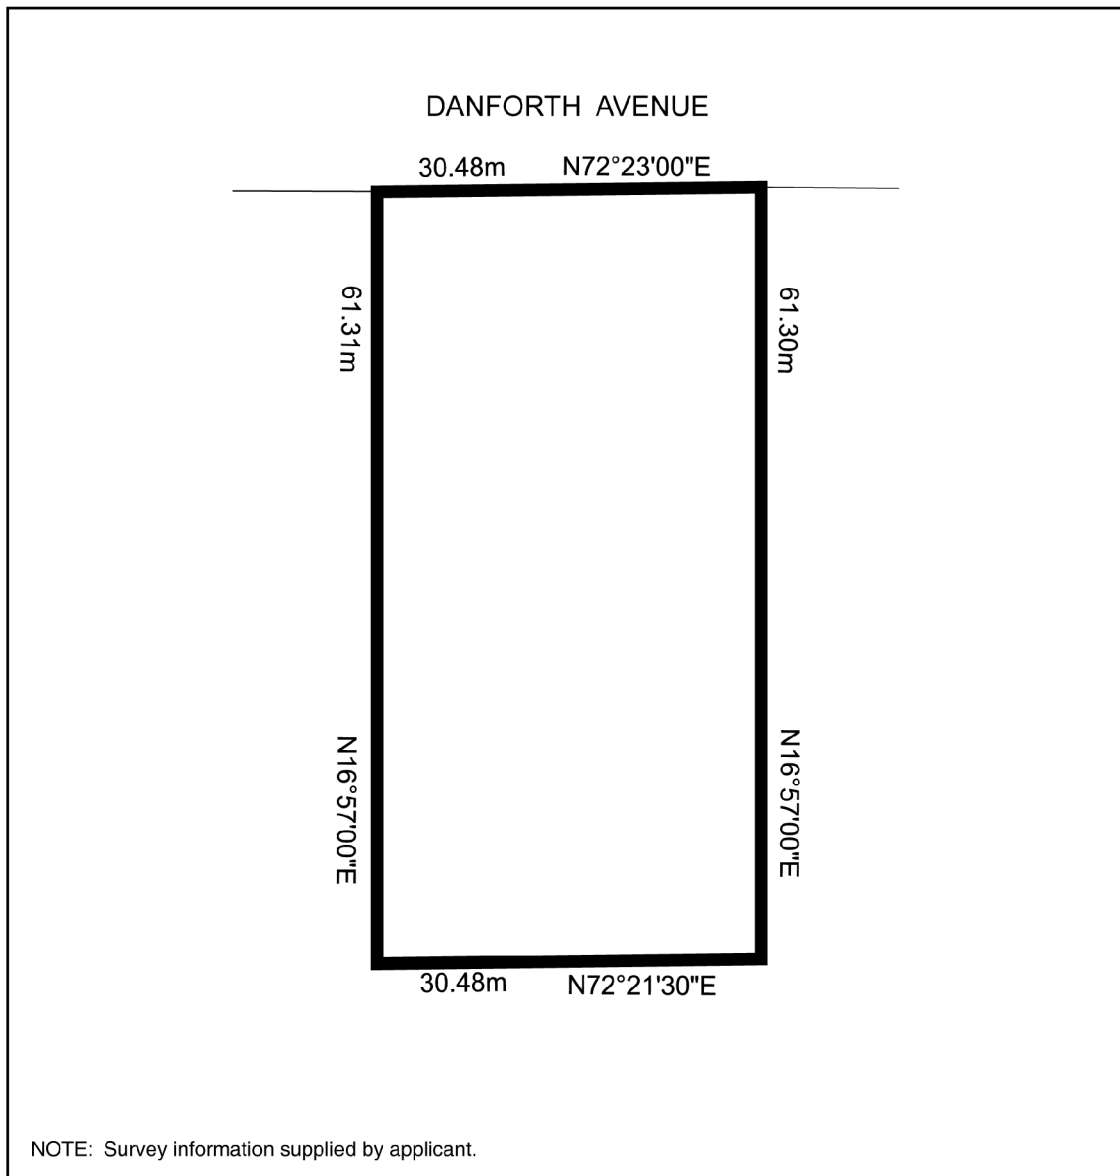 DANFORTH AVENUE
30.48m N72°23'00"E
61.31m
61.30m
N16°57'00"E
N16°57'00"E
30.48m N72°21'30"E
NOTE: Survey information supplied by applicant.